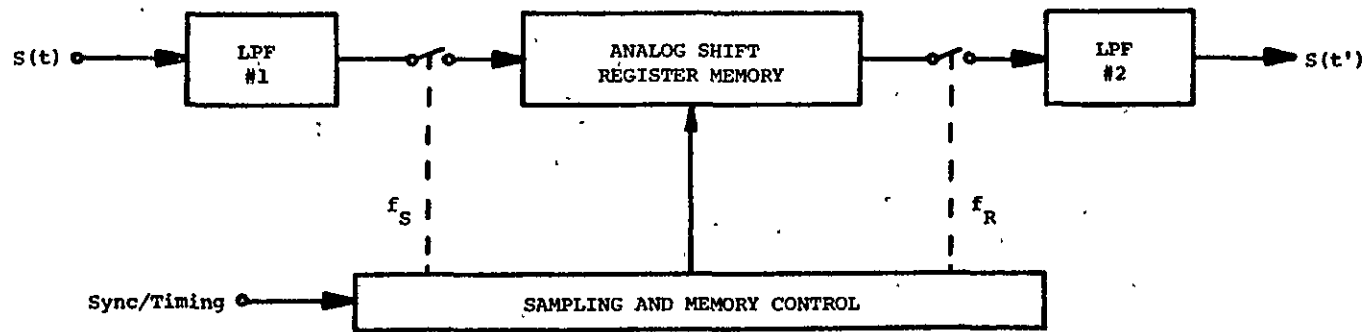 S(t)
LPF
#1
ANALOG SHIFT
REGISTER MEMORY
LPF
#2
S(t')
f_S
f_R
Sync/Timing
SAMPLING AND MEMORY CONTROL